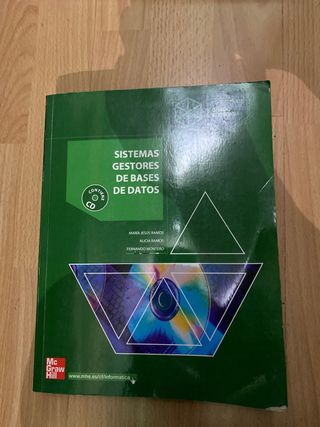 SISTEMAS
GESTORES
DE BASES
DE DATOS
CONTIENE
CD
MARÍA JESÚS RAMOS
ALICIA RAMOS
FERNANDO MONTERO
Mc
Graw
Hill
www.mhe.es/cf/informatica